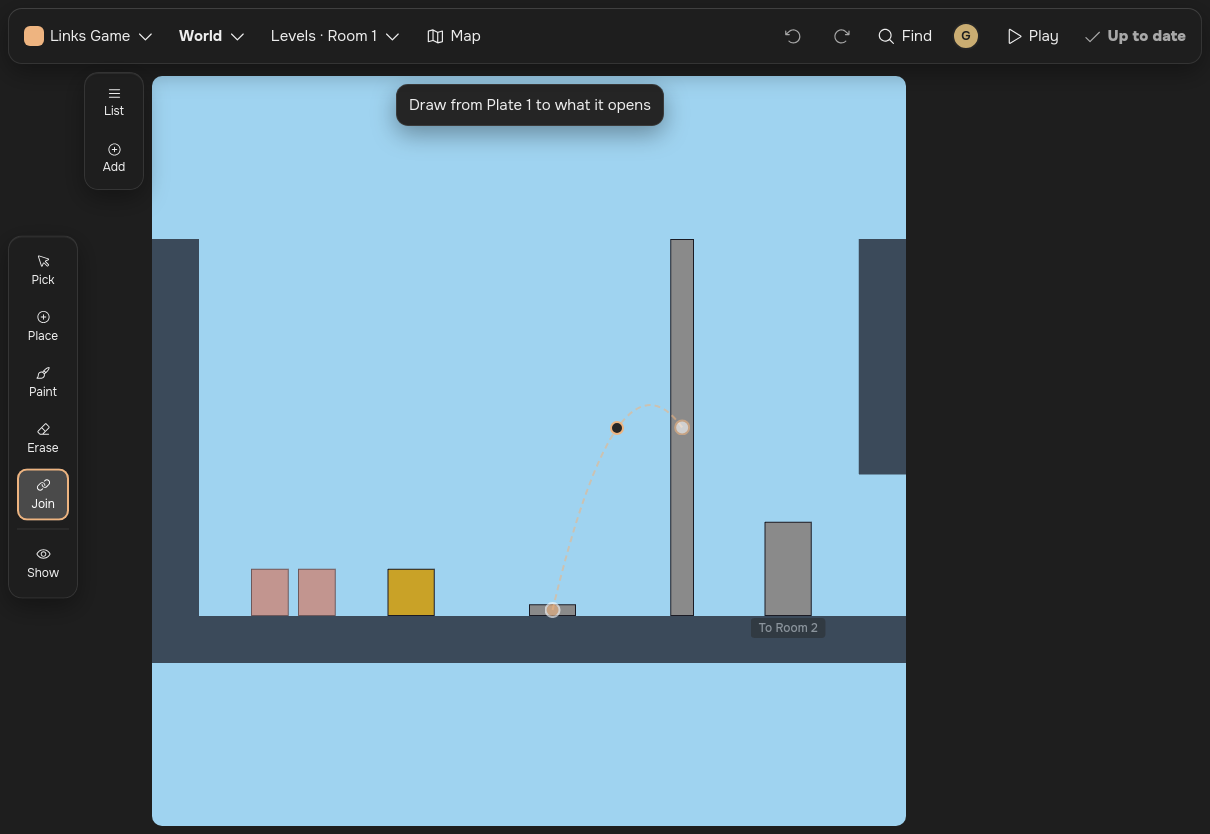 Links Game World Levels · Room 1 Map Find G Play Up to date
List
Add
Draw from Plate 1 to what it opens
Pick
Place
Paint
Erase
Join
Show
To Room 2